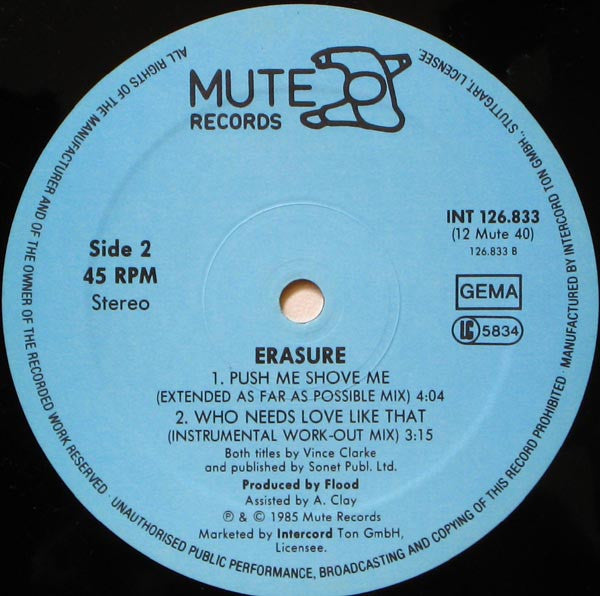 MUTE
RECORDS
Side 2
45 RPM
Stereo
INT 126.833
(12 Mute 40)
126.833 B
GEMA
LC 5834
ERASURE
1. PUSH ME SHOVE ME
(EXTENDED AS FAR AS POSSIBLE MIX) 4:04
2. WHO NEEDS LOVE LIKE THAT
(INSTRUMENTAL WORK-OUT MIX) 3:15
Both titles by Vince Clarke
and published by Sonet Publ. Ltd.
Produced by Flood
Assisted by A. Clay
℗ & © 1985 Mute Records
Marketed by Intercord Ton GmbH,
Licensee.
ALL RIGHTS OF THE MANUFACTURER AND OF THE OWNER OF THE RECORDED WORK RESERVED · UNAUTHORISED PUBLIC PERFORMANCE, BROADCASTING AND COPYING OF THIS RECORD PROHIBITED · MANUFACTURED BY INTERCORD TON GMBH., STUTTGART, LICENSEE.